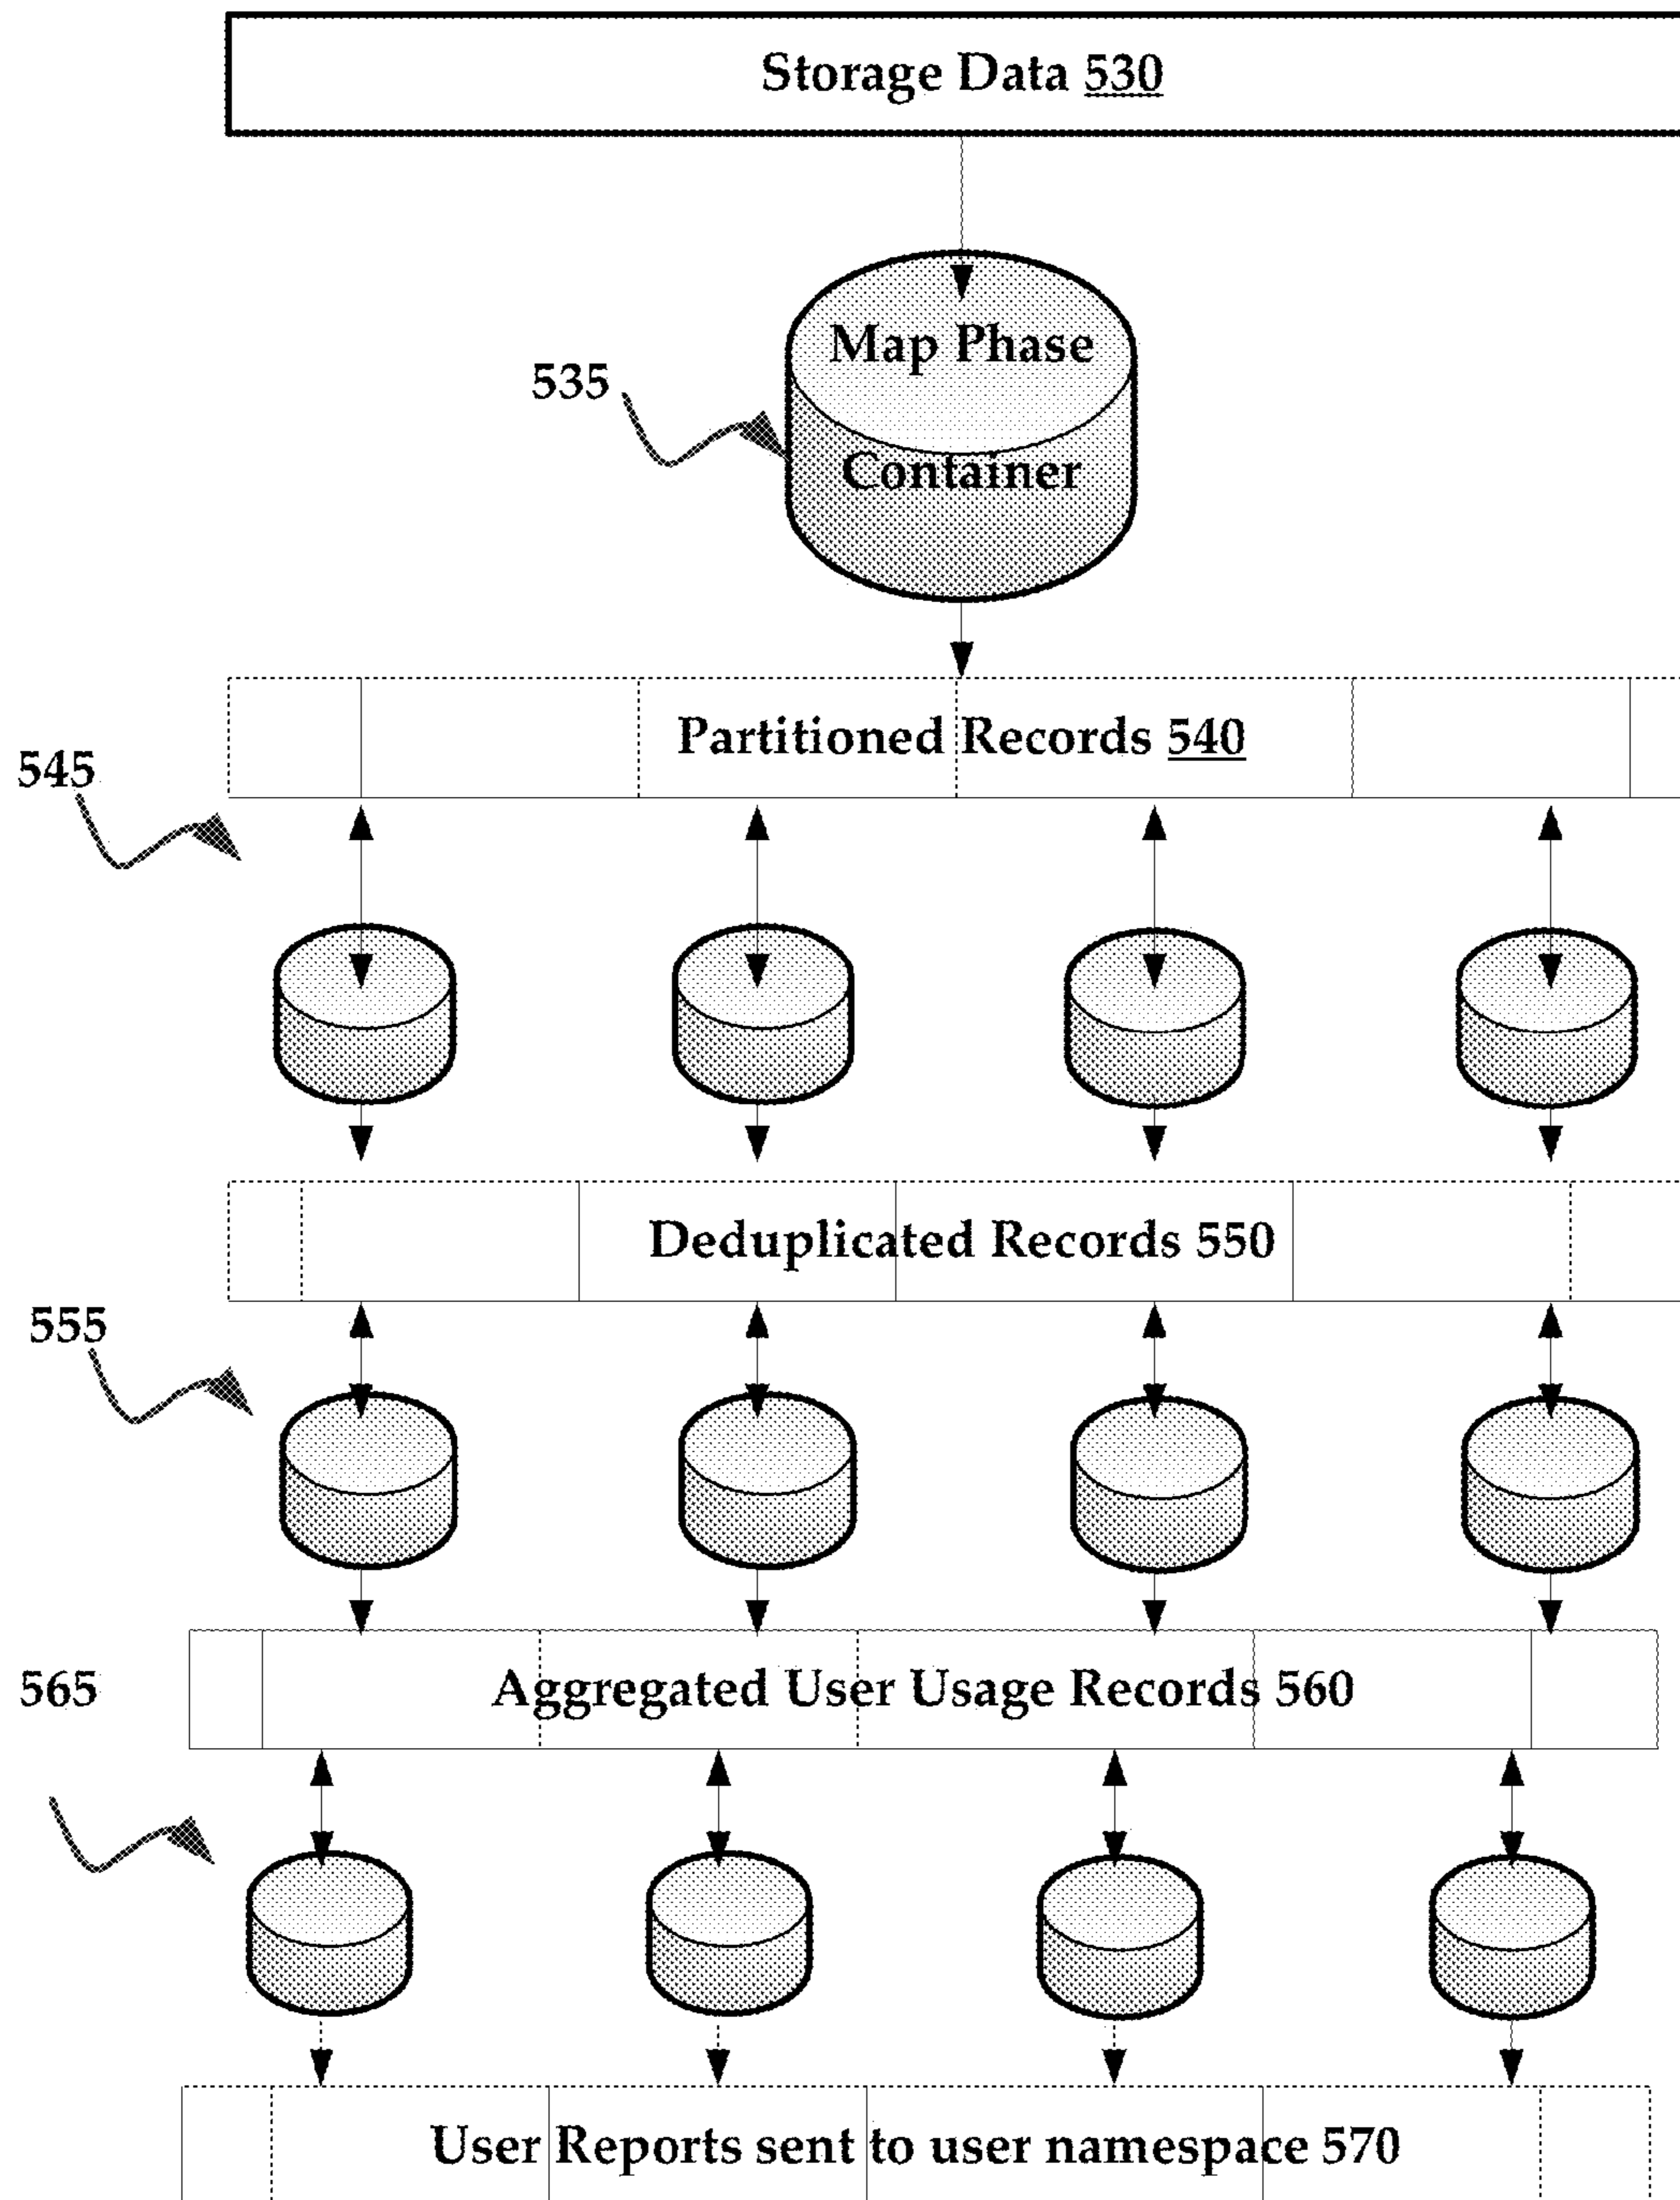 Storage Data 530
Map Phase
Container
535
Partitioned Records 540
545
Deduplicated Records 550
555
Aggregated User Usage Records 560
565
User Reports sent to user namespace 570